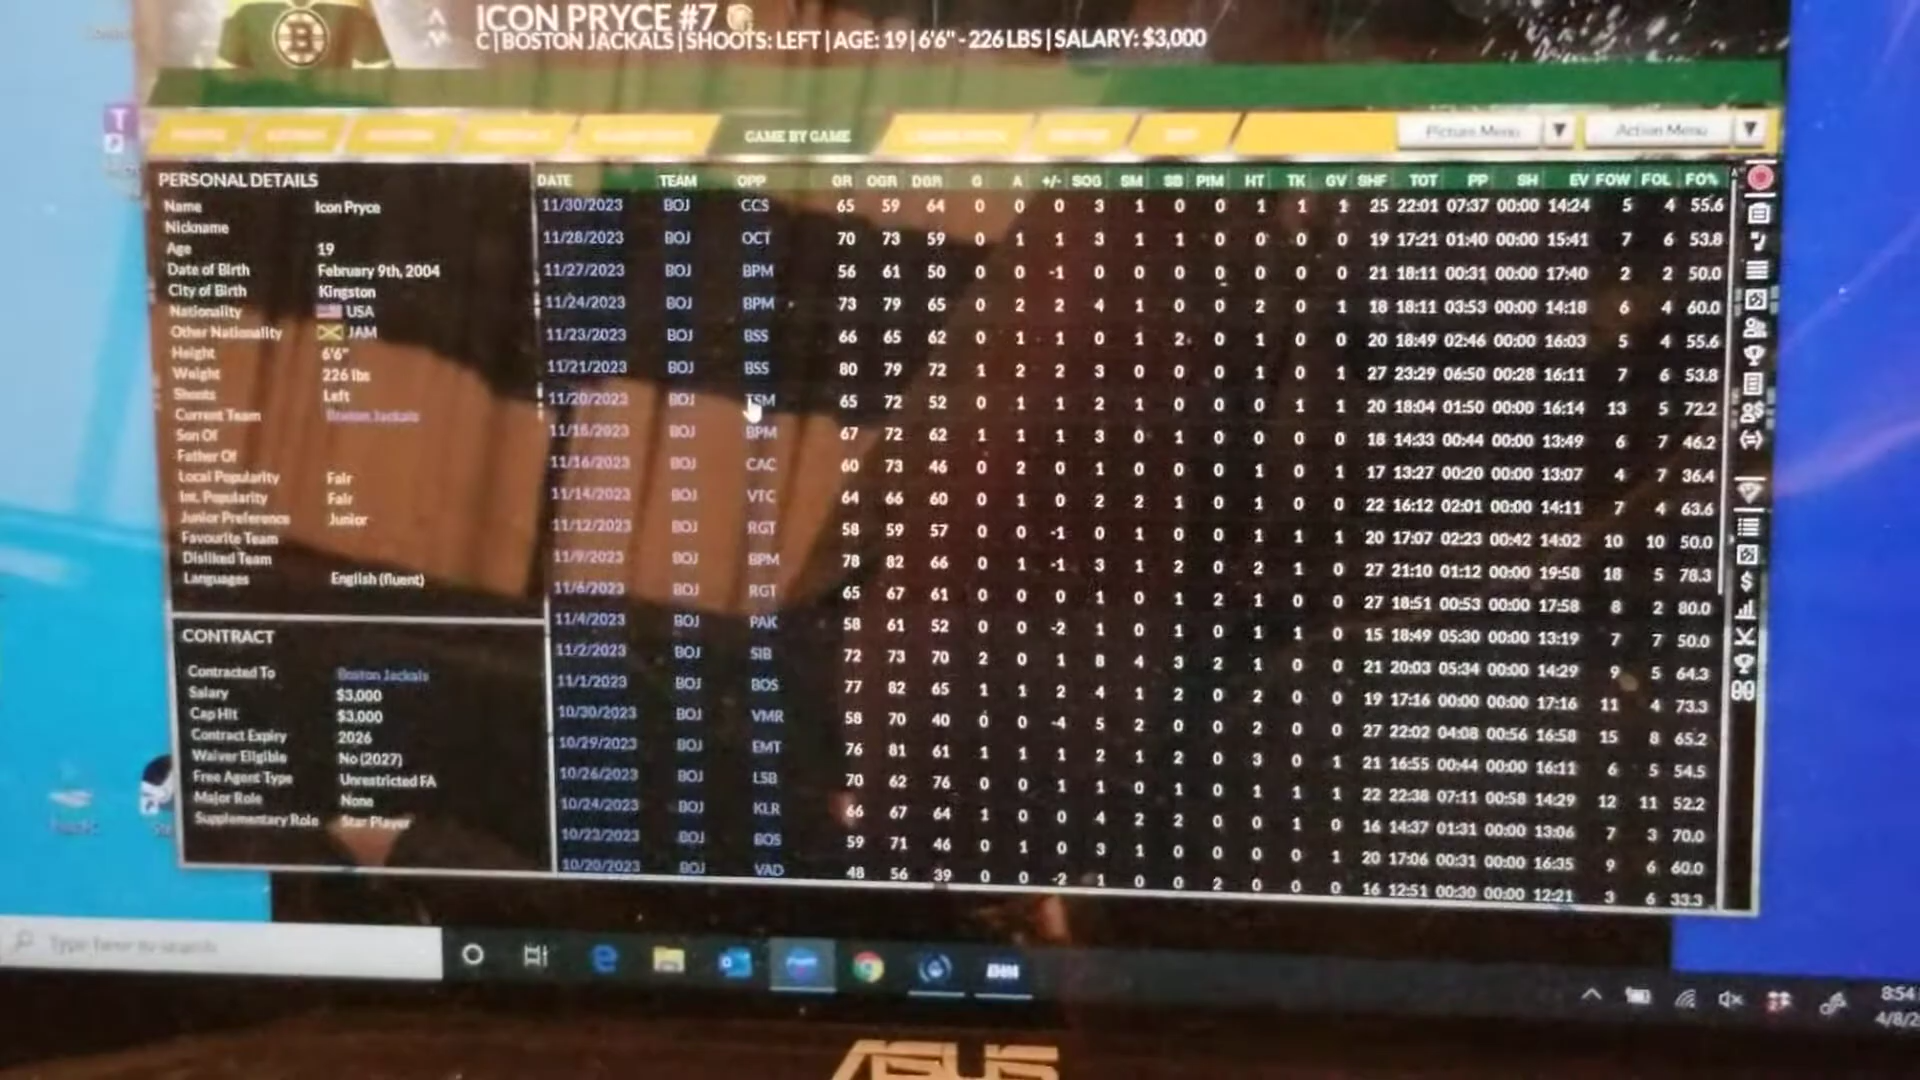 ICON PRYCE #7
C | BOSTON JACKALS | SHOOTS: LEFT | AGE: 19 | 6'6" - 226 LBS | SALARY: $3,000
GAME BY GAME
Picture Menu
Action Menu
PERSONAL DETAILS
Name Icon Pryce
Nickname
Age 19
Date of Birth February 9th, 2004
City of Birth Kingston
Nationality USA
Other Nationality JAM
Height 6'6"
Weight 226 lbs
Shoots Left
Current Team Boston Jackals
Son Of
Father Of
Local Popularity Fair
Int. Popularity Fair
Junior Preference Junior
Favourite Team
Disliked Team
Languages English (fluent)
CONTRACT
Contracted To Boston Jackals
Salary $3,000
Cap Hit $3,000
Contract Expiry 2026
Waiver Eligible No (2027)
Free Agent Type Unrestricted FA
Major Role None
Supplementary Role Star Player
DATE TEAM OPP GR OGR DGR G A +/- SOG SM SB PIM HT TK GV SHF TOT PP SH EV FOW FOL FO%
11/30/2023 BOJ CCS 65 59 64 0 0 0 3 1 0 0 1 1 1 25 22:01 07:37 00:00 14:24 5 4 55.6
11/28/2023 BOJ OCT 70 73 59 0 1 1 3 1 1 0 0 0 0 19 17:21 01:40 00:00 15:41 7 6 53.8
11/27/2023 BOJ BPM 56 61 50 0 0 -1 0 0 0 0 0 0 0 21 18:11 00:31 00:00 17:40 2 2 50.0
11/24/2023 BOJ BPM 73 79 65 0 2 2 4 1 0 0 2 0 1 18 18:11 03:53 00:00 14:18 6 4 60.0
11/23/2023 BOJ BSS 66 65 62 0 1 1 0 1 2 0 1 0 0 20 18:49 02:46 00:00 16:03 5 4 55.6
11/21/2023 BOJ BSS 80 79 72 1 2 2 3 0 0 0 1 0 1 27 23:29 06:50 00:28 16:11 7 6 53.8
11/20/2023 BOJ TSM 65 72 52 0 1 1 2 1 0 0 0 1 1 20 18:04 01:50 00:00 16:14 13 5 72.2
BOJ BPM 67 72 62 1 1 1 3 0 1 0 0 0 0 18 14:33 00:44 00:00 13:49 6 7 46.2
11/16/2023 BOJ CAC 60 73 46 0 2 0 1 0 0 0 1 0 1 17 13:27 00:20 00:00 13:07 4 7 36.4
11/14/2023 BOJ VTC 64 66 60 0 1 0 2 2 1 0 1 0 0 22 16:12 02:01 00:00 14:11 7 4 63.6
11/12/2023 BOJ RGT 58 59 57 0 0 -1 0 1 0 0 1 1 1 20 17:07 02:23 00:42 14:02 10 10 50.0
11/9/2023 BOJ BPM 78 82 66 0 1 -1 3 1 2 0 2 1 0 27 21:10 01:12 00:00 19:58 18 5 78.3
11/6/2023 BOJ RGT 65 67 61 0 0 0 1 0 1 2 1 0 0 27 18:51 00:53 00:00 17:58 8 2 80.0
11/4/2023 BOJ PAK 58 61 52 0 0 -2 1 0 1 0 1 1 0 15 18:49 05:30 00:00 13:19 7 7 50.0
11/2/2023 BOJ SIB 72 73 70 2 0 1 8 4 3 2 1 0 0 21 20:03 05:34 00:00 14:29 9 5 64.3
11/1/2023 BOJ BOS 77 82 65 1 1 2 4 1 2 0 2 0 0 19 17:16 00:00 00:00 17:16 11 4 73.3
10/30/2023 BOJ VMR 58 70 40 0 0 -4 5 2 0 0 2 0 0 27 22:02 04:08 00:56 16:58 15 8 65.2
10/29/2023 BOJ EMT 76 81 61 1 1 1 2 1 2 0 3 0 1 21 16:55 00:44 00:00 16:11 6 5 54.5
10/26/2023 BOJ LSB 70 62 76 0 0 1 1 0 1 0 1 1 1 22 22:38 07:11 00:58 14:29 12 11 52.2
10/24/2023 BOJ KLR 66 67 64 1 0 0 4 2 2 0 0 1 0 16 14:37 01:31 00:00 13:06 7 3 70.0
10/23/2023 BOJ BOS 59 71 46 0 1 0 3 1 0 0 0 0 1 20 17:06 00:31 00:00 16:35 9 6 60.0
10/20/2023 BOJ VAD 48 56 39 0 0 -2 1 0 0 2 0 0 0 16 12:51 00:30 00:00 12:21 3 6 33.3
Type here to search
EHM
8:54
4/8/2
ASUS